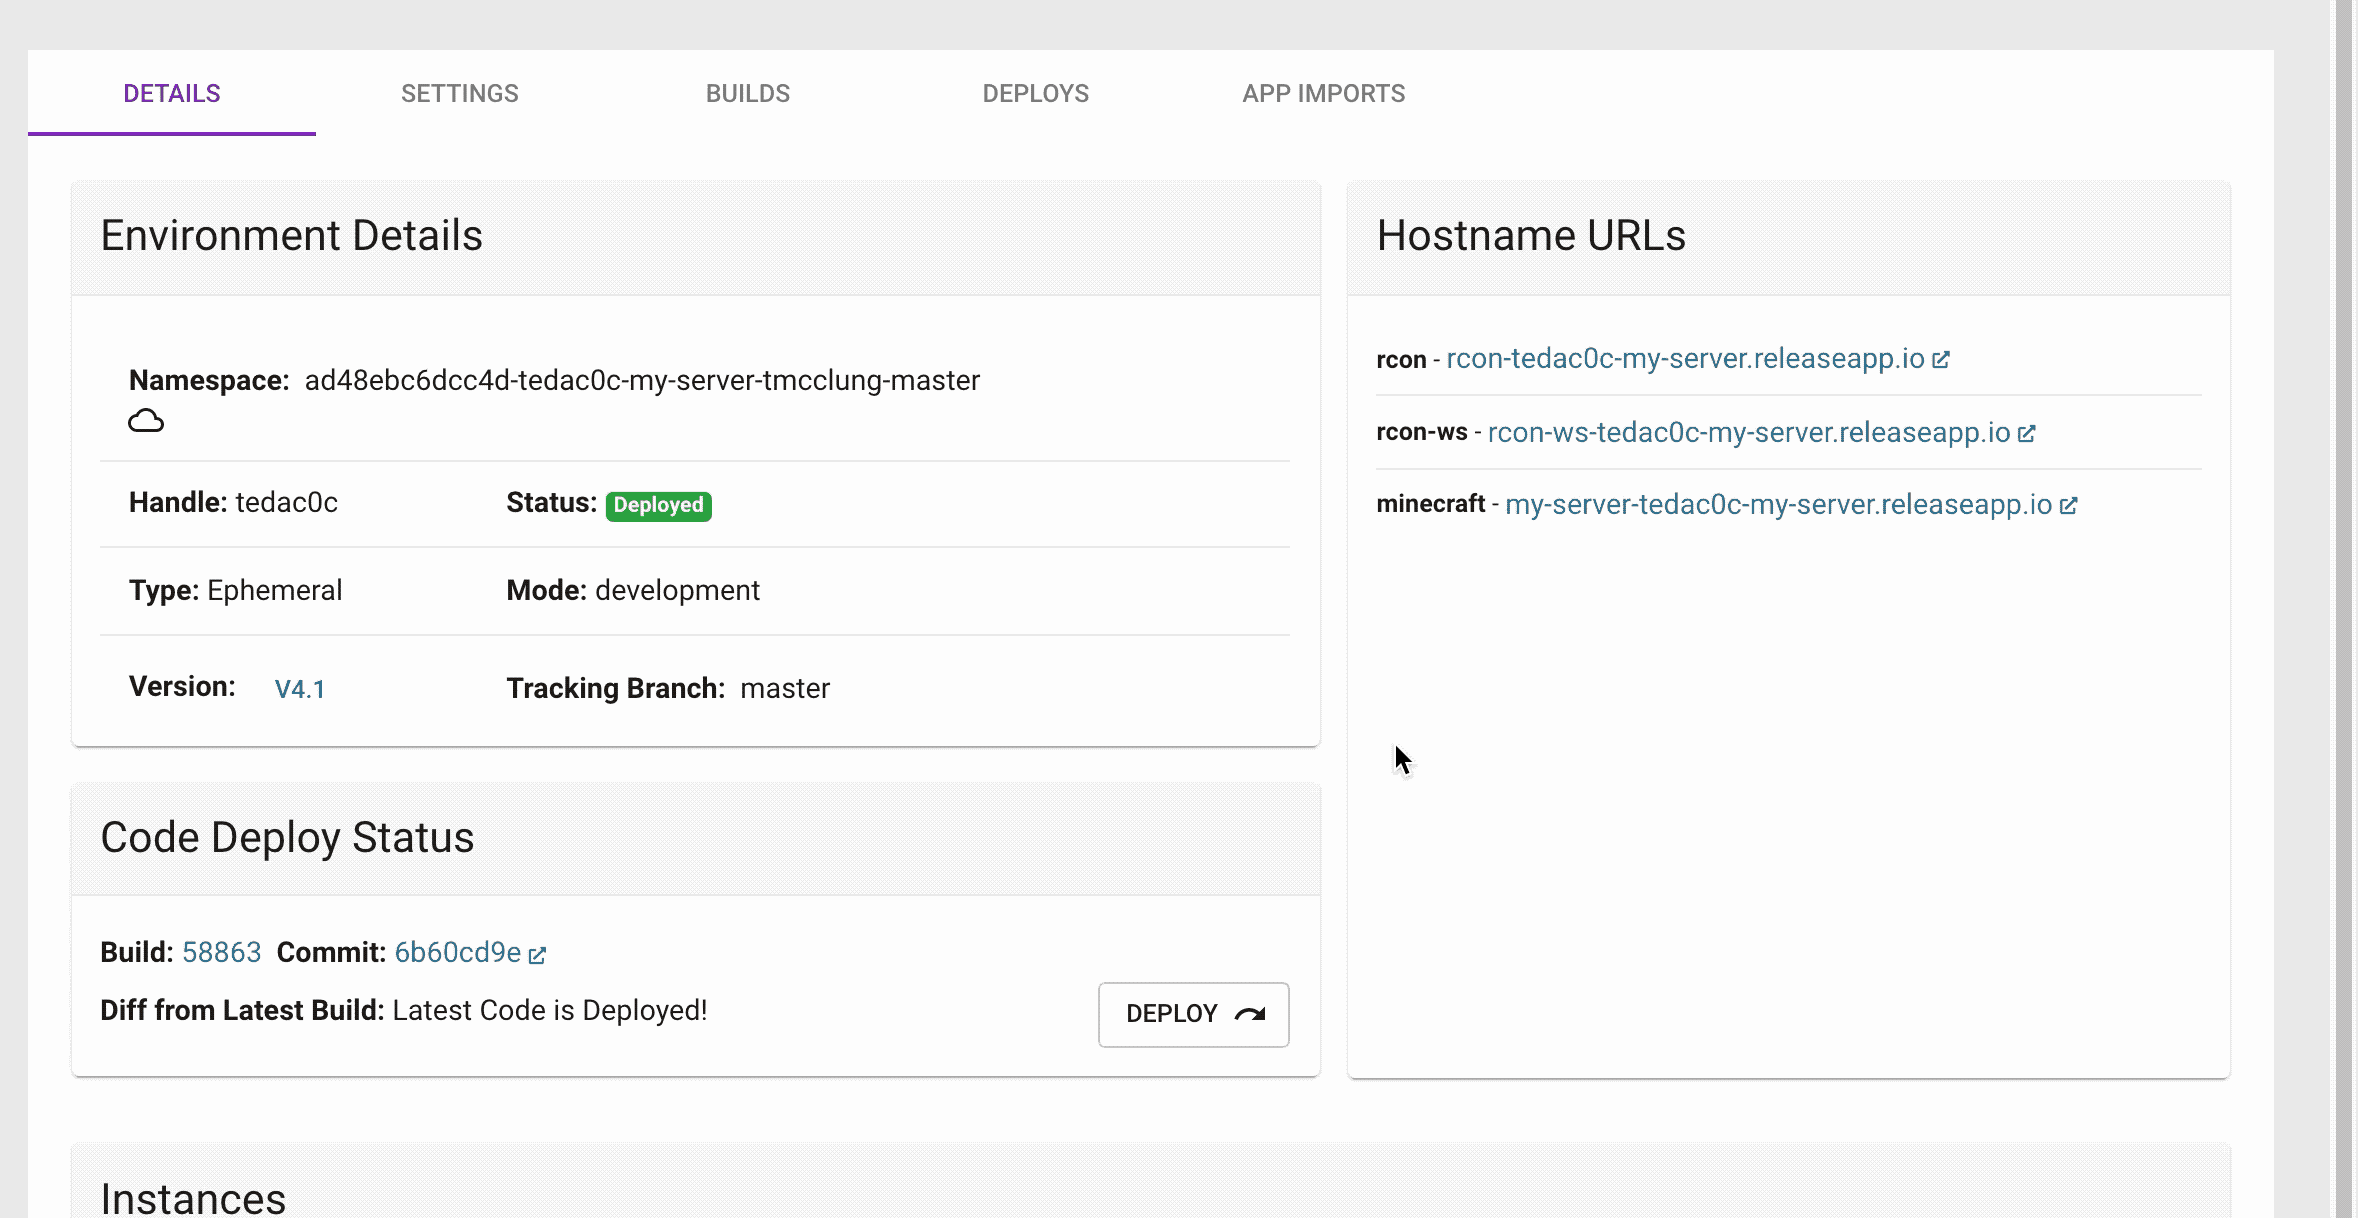 DETAILS SETTINGS BUILDS DEPLOYS APP IMPORTS
Environment Details
Namespace: ad48ebc6dcc4d-tedac0c-my-server-tmcclung-master
Handle: tedac0c Status: Deployed
Type: Ephemeral Mode: development
Version: V4.1 Tracking Branch: master
Hostname URLs
rcon - rcon-tedac0c-my-server.releaseapp.io
rcon-ws - rcon-ws-tedac0c-my-server.releaseapp.io
minecraft - my-server-tedac0c-my-server.releaseapp.io
Code Deploy Status
Build: 58863 Commit: 6b60cd9e
Diff from Latest Build: Latest Code is Deployed!
DEPLOY
Instances